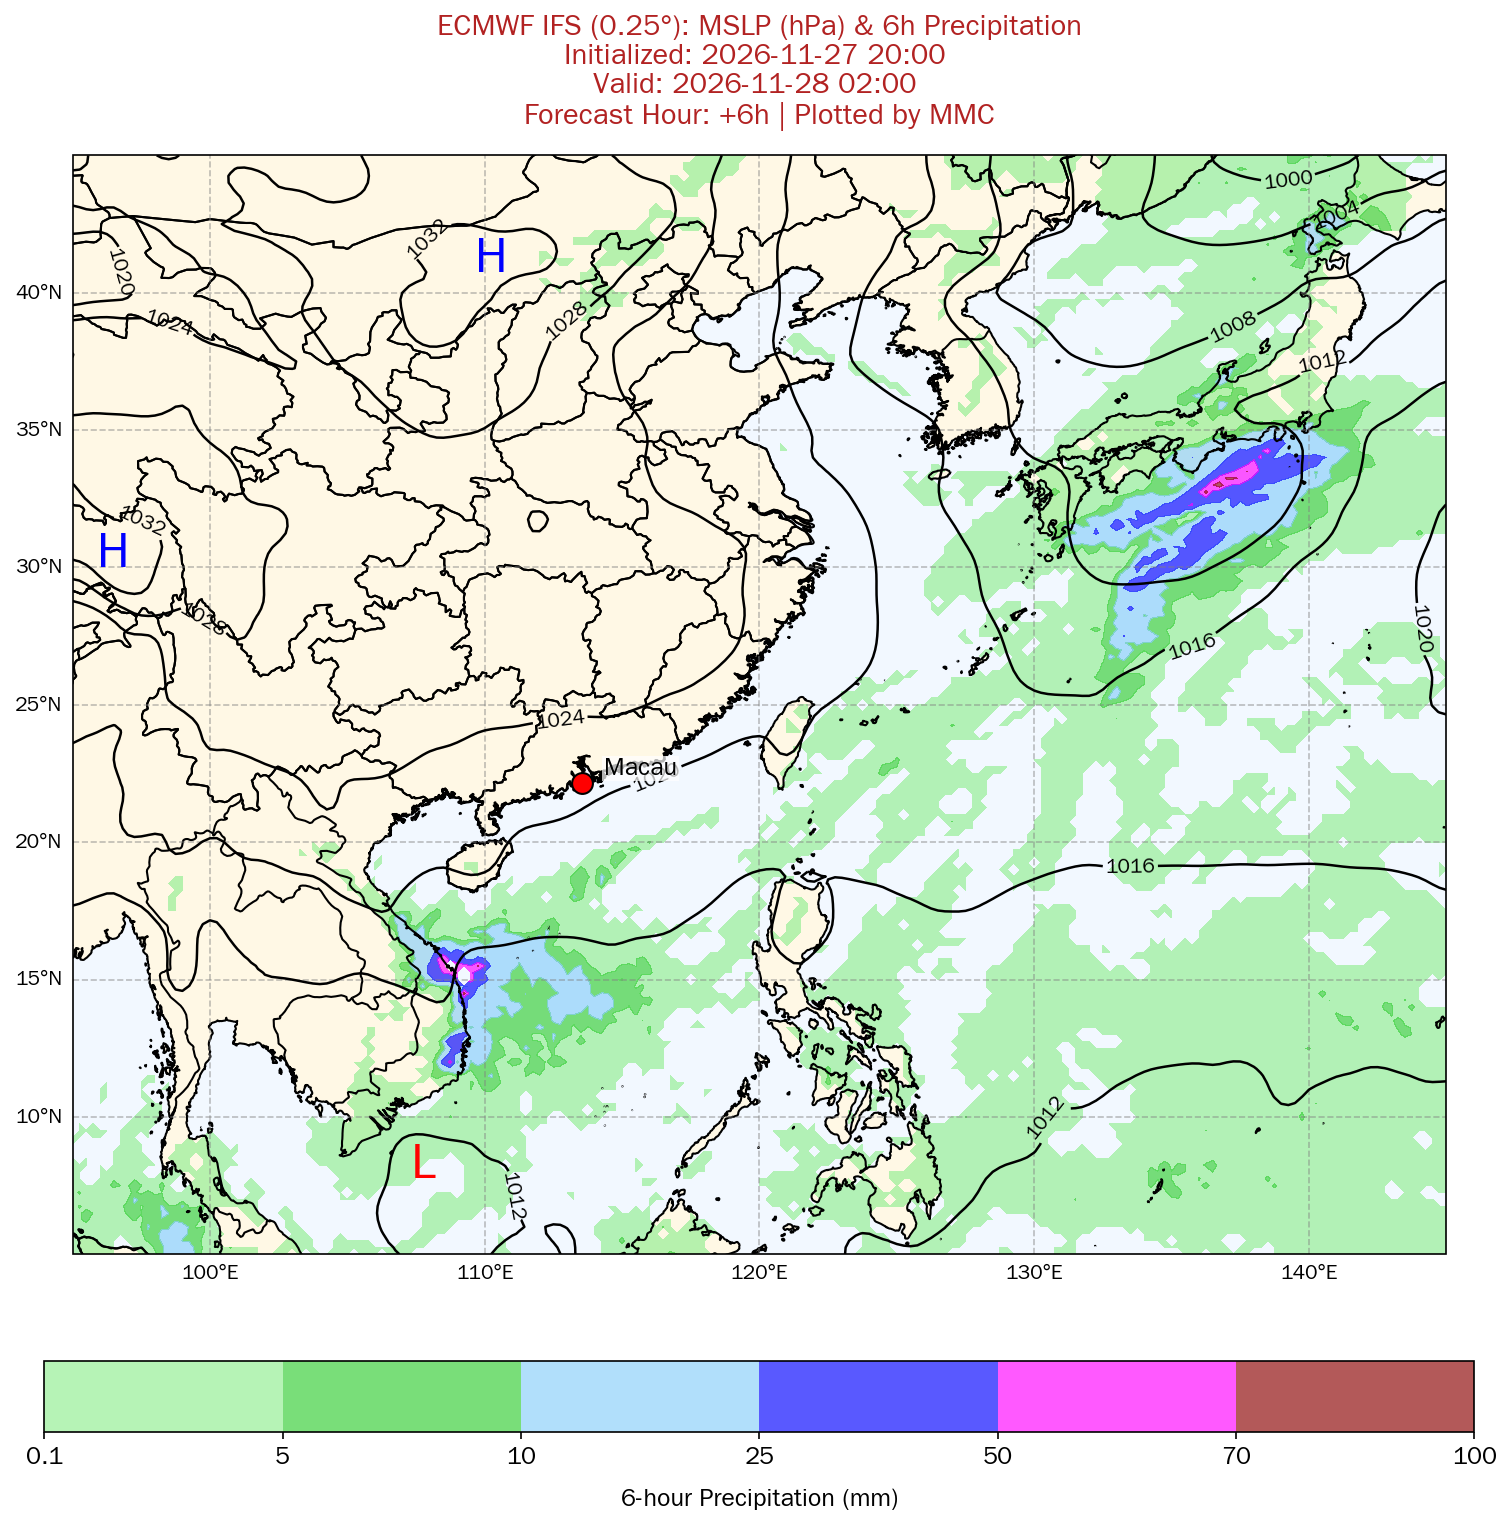 ECMWF IFS (0.25°): MSLP (hPa) & 6h Precipitation
Initialized: 2026-11-27 20:00
Valid: 2026-11-28 02:00
Forecast Hour: +6h | Plotted by MMC
1000
1004
1032
H
1020
40°N
1028
1024
1008
1012
35°N
1032
H
30°N
1028
1020
1016
25°N
1024
Macau
20°N
1016
15°N
10°N
1012
L
1012
100°E 110°E 120°E 130°E 140°E
0.1 5 10 25 50 70 100
6-hour Precipitation (mm)